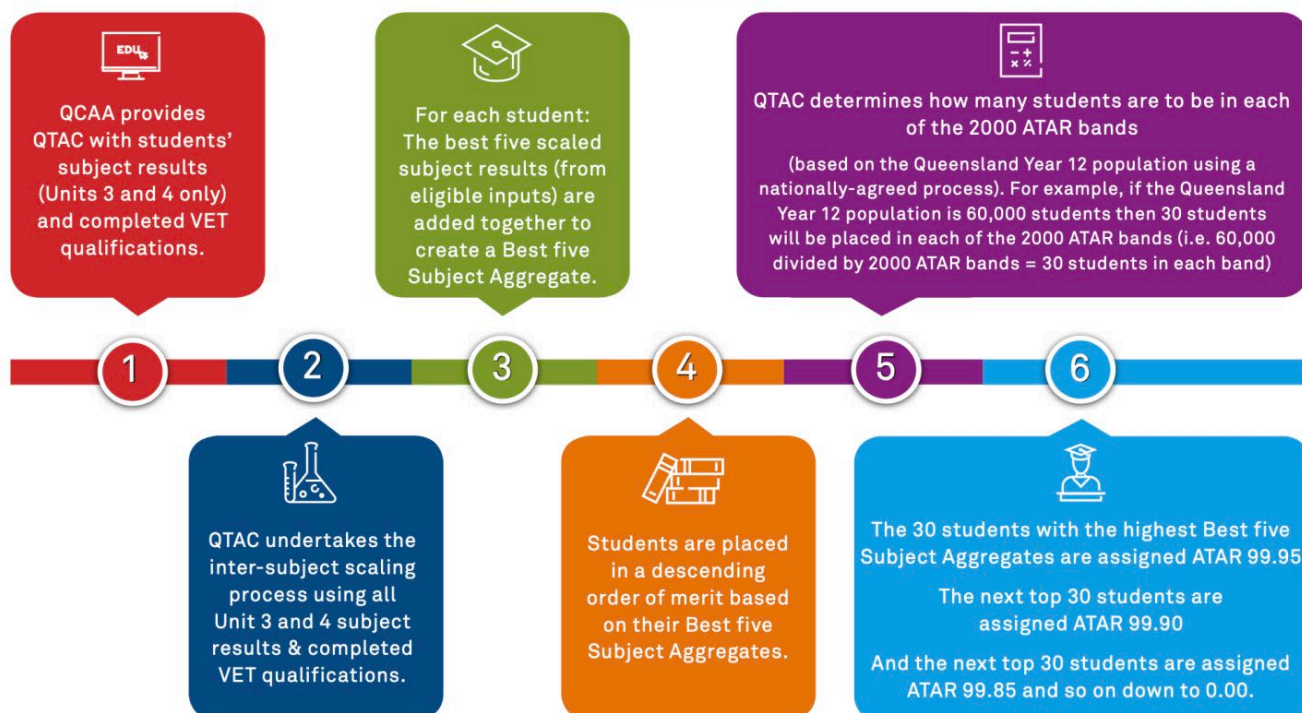 EDU
QCAA provides
QTAC with students'
subject results
(Units 3 and 4 only)
and completed VET
qualifications.
1
QTAC undertakes the
inter-subject scaling
process using all
Unit 3 and 4 subject
results & completed
VET qualifications.
2
For each student:
The best five scaled
subject results (from
eligible inputs) are
added together to
create a Best five
Subject Aggregate.
3
Students are placed
in a descending
order of merit based
on their Best five
Subject Aggregates.
4
QTAC determines how many students are to be in each
of the 2000 ATAR bands
(based on the Queensland Year 12 population using a
nationally-agreed process). For example, if the Queensland
Year 12 population is 60,000 students then 30 students
will be placed in each of the 2000 ATAR bands (i.e. 60,000
divided by 2000 ATAR bands = 30 students in each band)
5
The 30 students with the highest Best five
Subject Aggregates are assigned ATAR 99.95
The next top 30 students are
assigned ATAR 99.90
And the next top 30 students are assigned
ATAR 99.85 and so on down to 0.00.
6